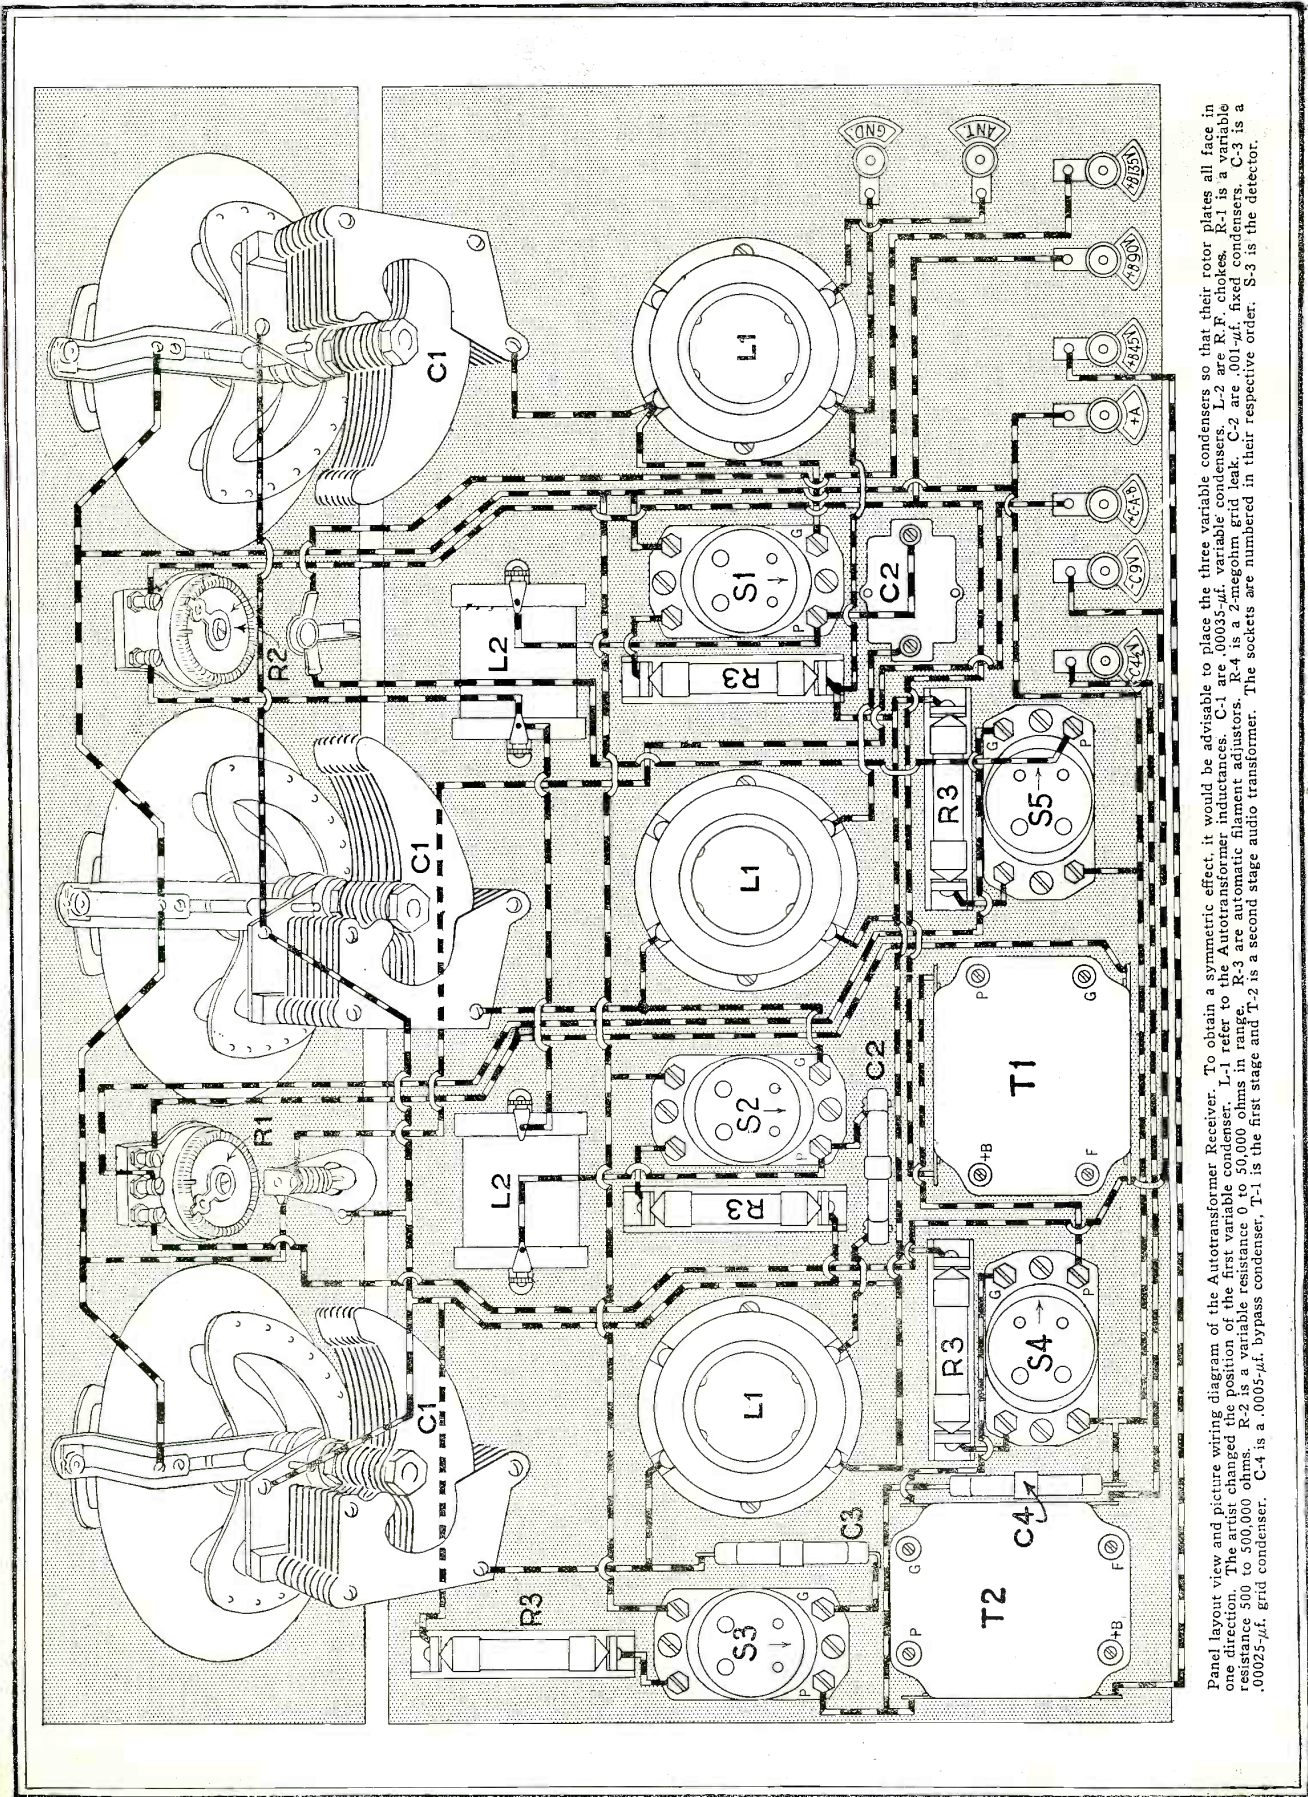 C1
R2
C1
R1
C1
L2
L2
R3
L1
L1
L1
S1
G
P
R3
C2
S2
G
P
R3
C2
S3
G
P
C3
GND.
ANT.
+B135V
+B90V
+B45V
+A
+C-A-B
-C9V
R3
S5
G
P
T1
P
G
+B
F
R3
S4
G
P
C4
T2
G
F
P
+B
Panel layout view and picture wiring diagram of the Autotransformer Receiver. To obtain a symmetric effect, it would be advisable to place the three variable condensers so that their rotor plates all face in
one direction. The artist changed the position of the first variable condenser. L-1 refer to the Autotransformer inductances. C-1 are .00035-µf. variable condensers. L-2 are R.F. chokes. R-1 is a variable
resistance 500 to 500,000 ohms. R-2 is a variable resistance 0 to 50,000 ohms in range. R-3 are automatic filament adjustors. R-4 is a 2-megohm grid leak. C-2 are .001-µf. fixed condensers. C-3 is a
.00025-µf. grid condenser. C-4 is a .0005-µf. bypass condenser, T-1 is the first stage and T-2 is a second stage audio transformer. The sockets are numbered in their respective order. S-3 is the detector.